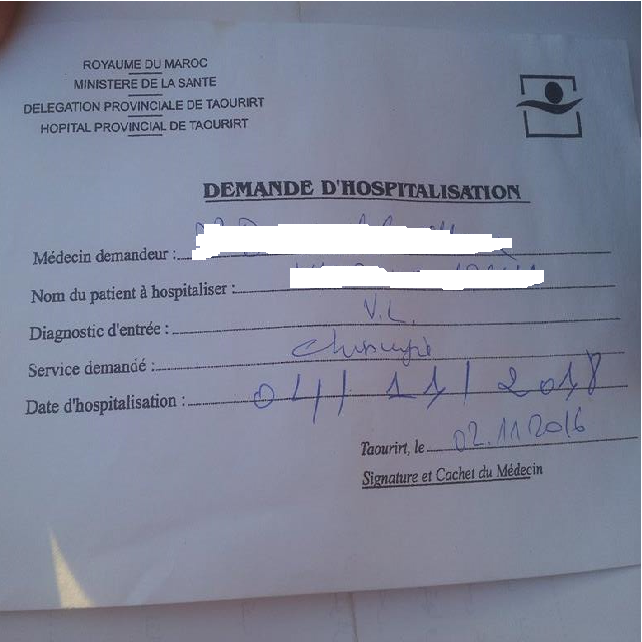 ROYAUME DU MAROC
MINISTERE DE LA SANTE
DELEGATION PROVINCIALE DE TAOURIRT
HOPITAL PROVINCIAL DE TAOURIRT
DEMANDE D'HOSPITALISATION
Médecin demandeur :
Nom du patient à hospitaliser :
Diagnostic d'entrée : V.L.
Service demandé : chirurgie
Date d'hospitalisation : 04/11/2018
Taourirt, le 02.11.2016
Signature et Cachet du Médecin